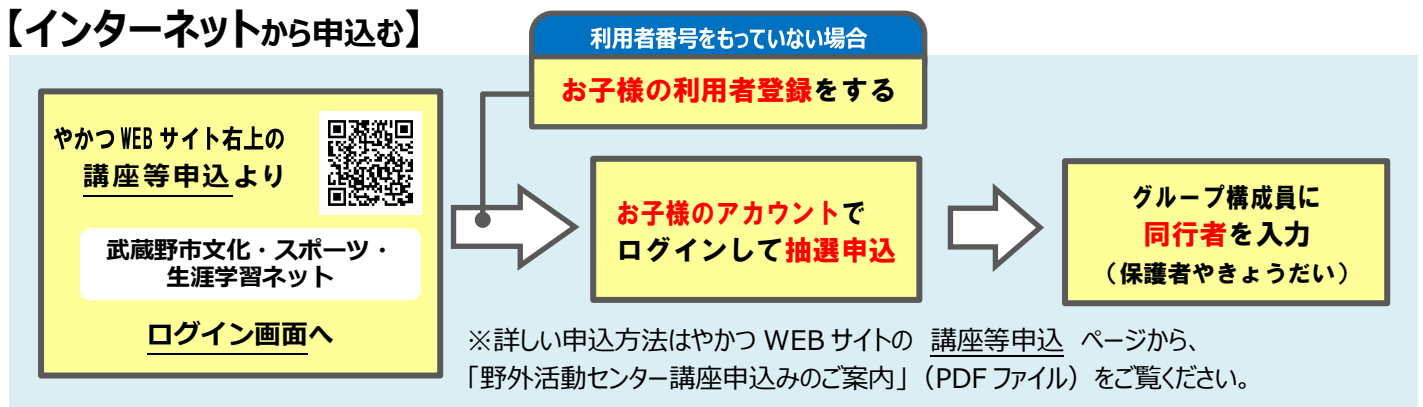 【インターネットから申込む】
利用者番号をもっていない場合
お子様の利用者登録をする
やかつ WEB サイト右上の
講座等申込より
武蔵野市文化・スポーツ・
生涯学習ネット
ログイン画面へ
お子様のアカウントで
ログインして抽選申込
グループ構成員に
同行者を入力
（保護者やきょうだい）
※詳しい申込方法はやかつ WEB サイトの 講座等申込 ページから、
「野外活動センター講座申込みのご案内」（PDF ファイル）をご覧ください。